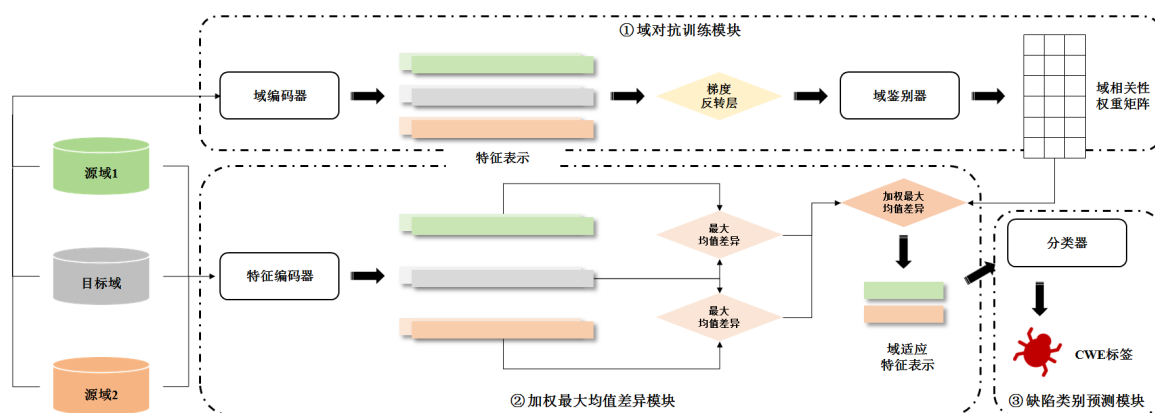 ①域对抗训练模块
域编码器
梯度
反转层
域鉴别器
域相关性
权重矩阵
特征表示
源域1
目标域
源域2
特征编码器
最大
均值差异
最大
均值差异
加权最大
均值差异
域适应
特征表示
②加权最大均值差异模块
分类器
CWE标签
③缺陷类别预测模块